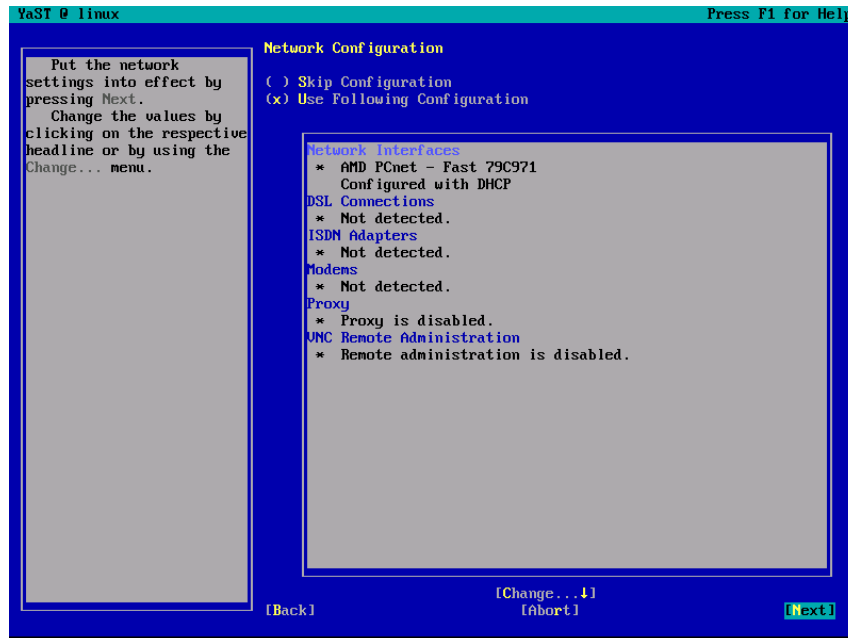 YaST @ linux
Press F1 for Help
Put the network
settings into effect by
pressing Next.
Change the values by
clicking on the respective
headline or by using the
Change... menu.
Network Configuration
( ) Skip Configuration
(x) Use Following Configuration
Network Interfaces
* AMD PCnet - Fast 79C971
Configured with DHCP
DSL Connections
* Not detected.
ISDN Adapters
* Not detected.
Modems
* Not detected.
Proxy
* Proxy is disabled.
VNC Remote Administration
* Remote administration is disabled.
[Change...↓]
[Back]
[Abort]
[Next]